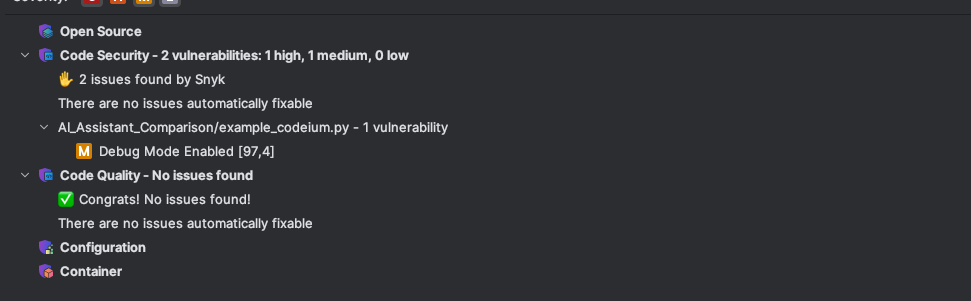 Open Source
Code Security - 2 vulnerabilities: 1 high, 1 medium, 0 low
2 issues found by Snyk
There are no issues automatically fixable
AI_Assistant_Comparison/example_codeium.py - 1 vulnerability
M Debug Mode Enabled [97,4]
Code Quality - No issues found
Congrats! No issues found!
There are no issues automatically fixable
Configuration
Container